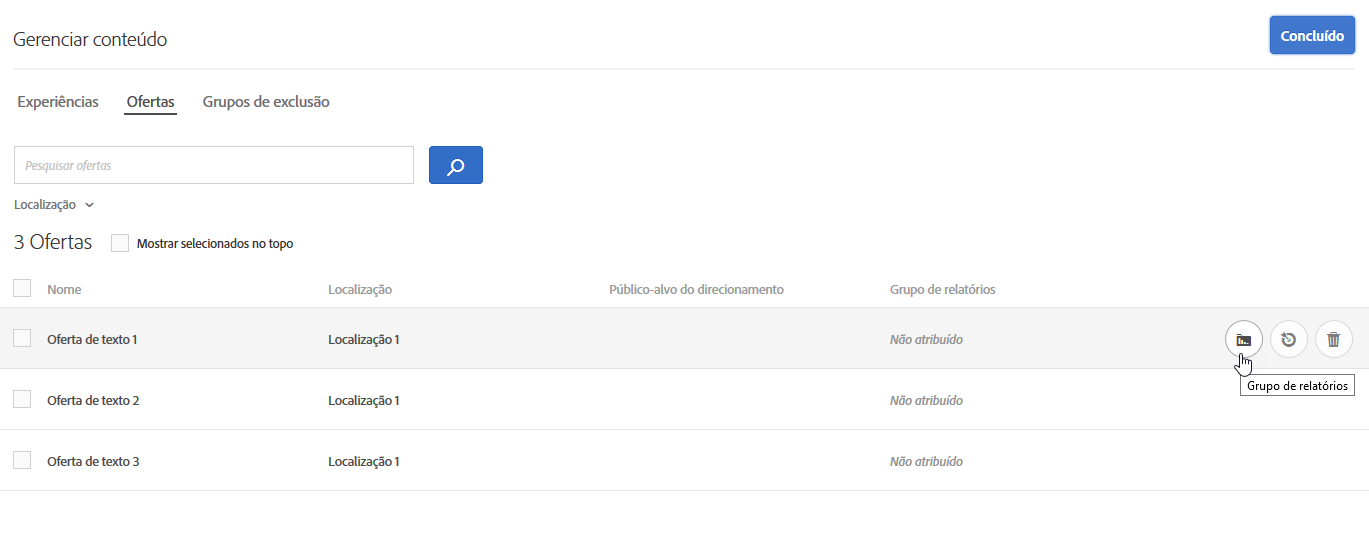 Gerenciar conteúdo
Concluído
Experiências Ofertas Grupos de exclusão
Pesquisar ofertas
Localização
3 Ofertas Mostrar selecionados no topo
Nome Localização Público-alvo do direcionamento Grupo de relatórios
Oferta de texto 1 Localização 1 Não atribuído
Grupo de relatórios
Oferta de texto 2 Localização 1 Não atribuído
Oferta de texto 3 Localização 1 Não atribuído